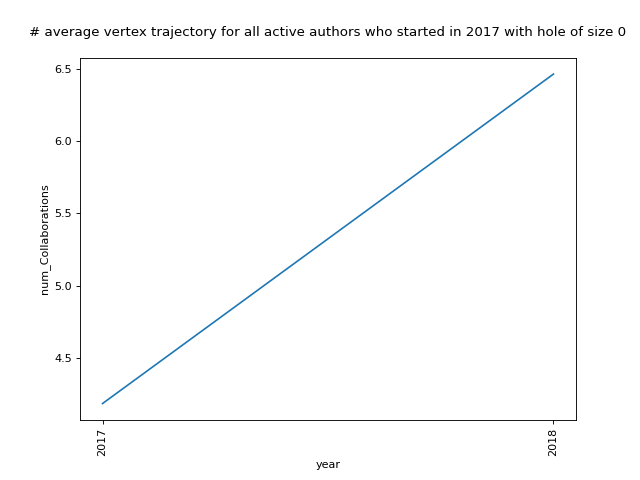 # average vertex trajectory for all active authors who started in 2017 with hole of size 0
6.5
6.0
5.5
5.0
4.5
num_Collaborations
2017
2018
year